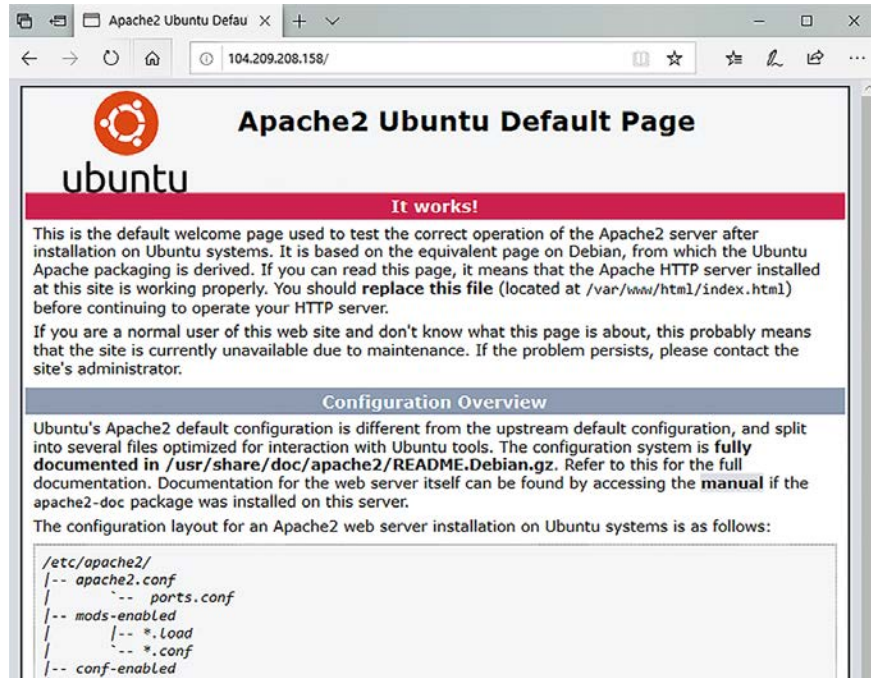 Apache2 Ubuntu Defau
104.209.208.158/
ubuntu
Apache2 Ubuntu Default Page
It works!
This is the default welcome page used to test the correct operation of the Apache2 server after
installation on Ubuntu systems. It is based on the equivalent page on Debian, from which the Ubuntu
Apache packaging is derived. If you can read this page, it means that the Apache HTTP server installed
at this site is working properly. You should replace this file (located at /var/www/html/index.html)
before continuing to operate your HTTP server.
If you are a normal user of this web site and don't know what this page is about, this probably means
that the site is currently unavailable due to maintenance. If the problem persists, please contact the
site's administrator.
Configuration Overview
Ubuntu's Apache2 default configuration is different from the upstream default configuration, and split
into several files optimized for interaction with Ubuntu tools. The configuration system is fully
documented in /usr/share/doc/apache2/README.Debian.gz. Refer to this for the full
documentation. Documentation for the web server itself can be found by accessing the manual if the
apache2-doc package was installed on this server.
The configuration layout for an Apache2 web server installation on Ubuntu systems is as follows:
/etc/apache2/
|-- apache2.conf
|       `--  ports.conf
|-- mods-enabled
|       |-- *.load
|       `-- *.conf
|-- conf-enabled